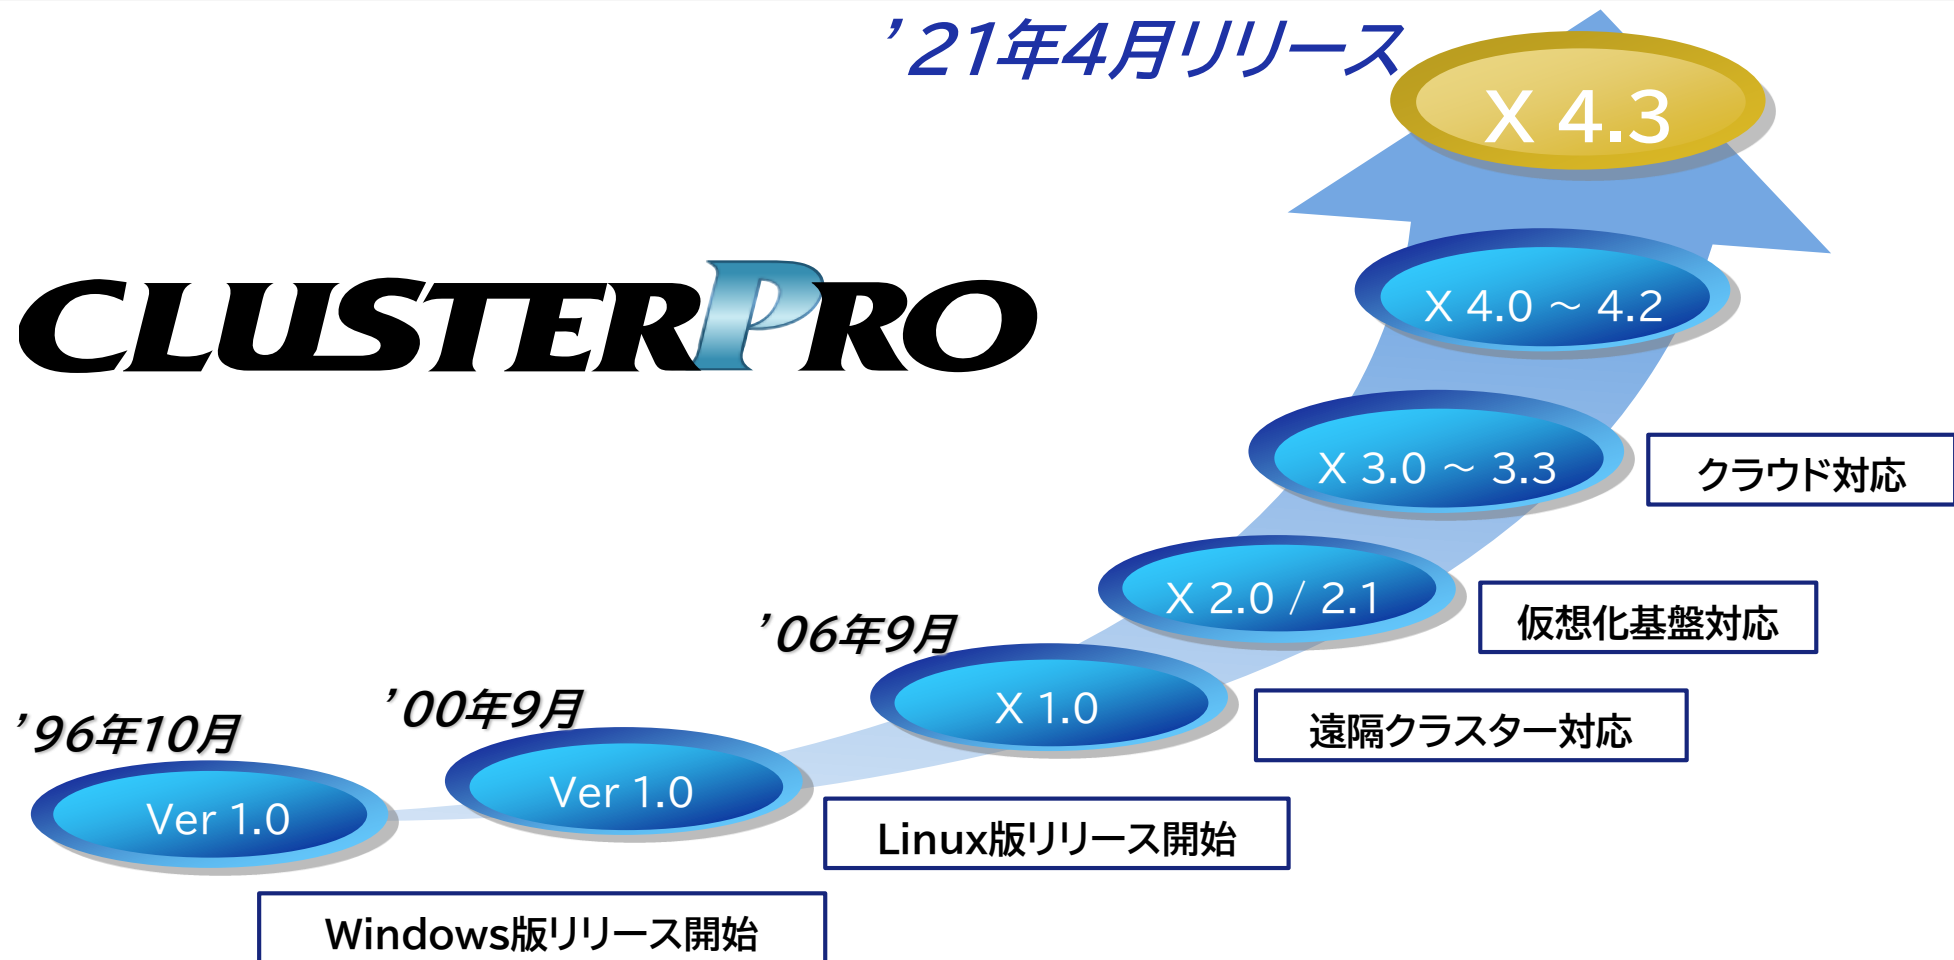 ’21年4月リリース
X 4.3
X 4.0 ～ 4.2
CLUSTERPRO
X 3.0 ～ 3.3
クラウド対応
X 2.0 / 2.1
仮想化基盤対応
’06年9月
X 1.0
遠隔クラスター対応
’00年9月
Ver 1.0
Linux版リリース開始
’96年10月
Ver 1.0
Windows版リリース開始